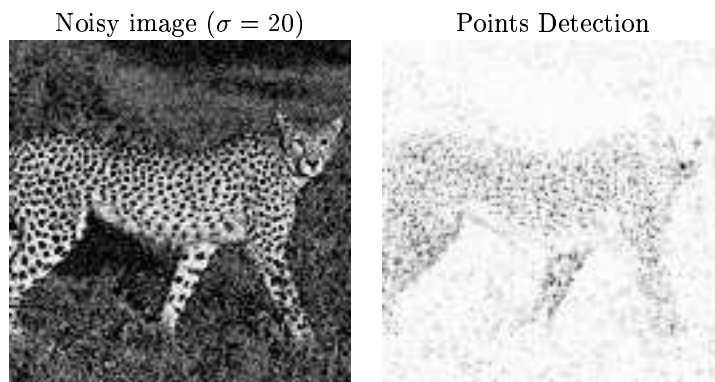 Noisy image (σ = 20)
Points Detection